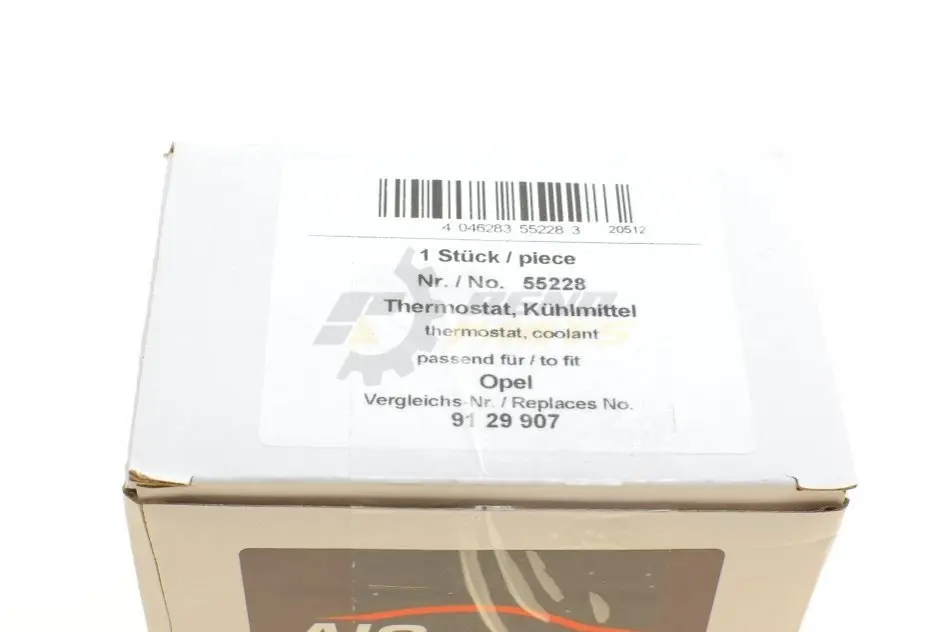 4 046283 55228 3 20512
1 Stück / piece
Nr. / No. 55228
Thermostat, Kühlmittel
thermostat, coolant
passend für / to fit
Opel
Vergleichs-Nr. / Replaces No.
91 29 907
AIC